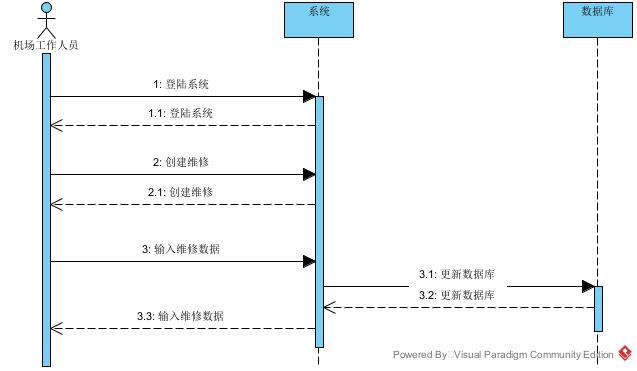 系统
数据库
机场工作人员
1: 登陆系统
1.1: 登陆系统
2: 创建维修
2.1: 创建维修
3: 输入维修数据
3.1: 更新数据库
3.2: 更新数据库
3.3: 输入维修数据
Powered By Visual Paradigm Community Edition